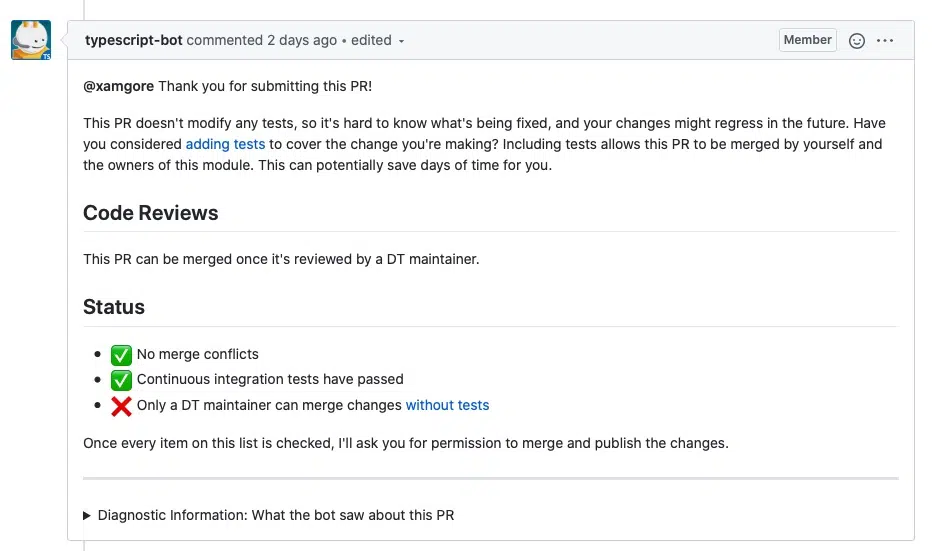 typescript-bot commented 2 days ago • edited
Member
@xamgore Thank you for submitting this PR!
This PR doesn't modify any tests, so it's hard to know what's being fixed, and your changes might regress in the future. Have
you considered adding tests to cover the change you're making? Including tests allows this PR to be merged by yourself and
the owners of this module. This can potentially save days of time for you.
Code Reviews
This PR can be merged once it's reviewed by a DT maintainer.
Status
• ✅ No merge conflicts
• ✅ Continuous integration tests have passed
• ❌ Only a DT maintainer can merge changes without tests
Once every item on this list is checked, I'll ask you for permission to merge and publish the changes.
Diagnostic Information: What the bot saw about this PR
TS